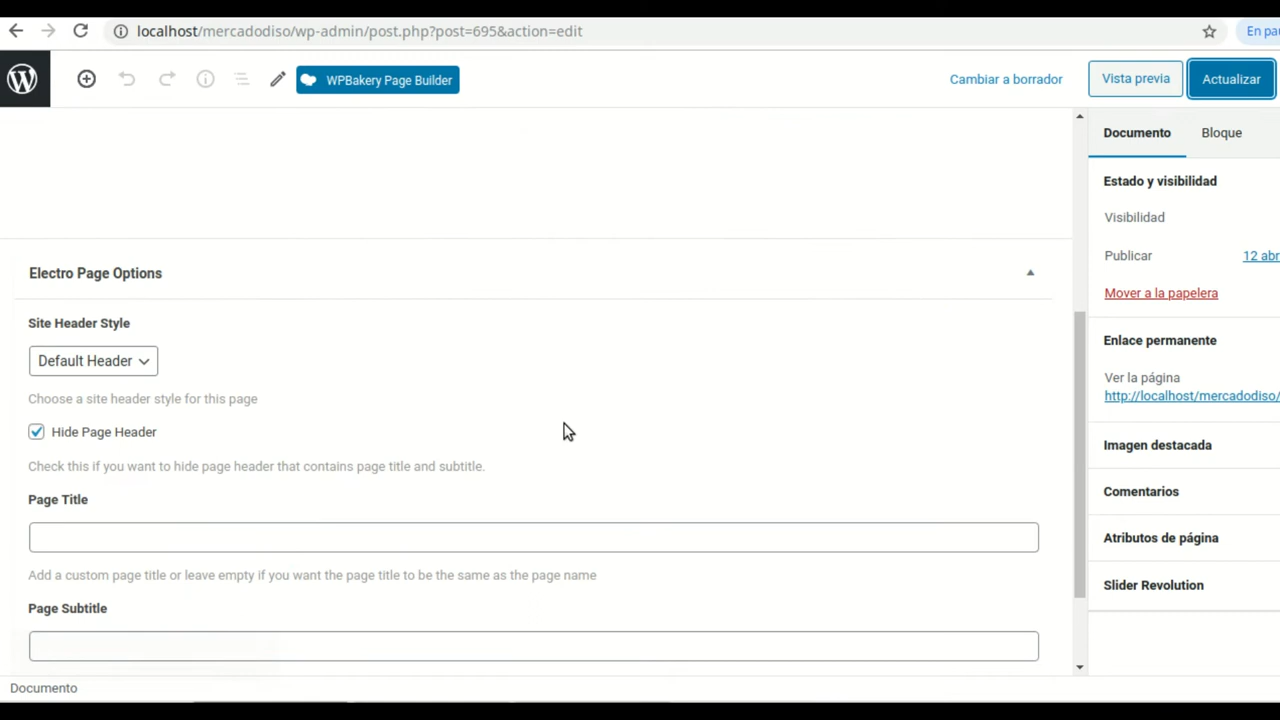 localhost/mercadodiso/wp-admin/post.php?post=695&action=edit
En pau
WPBakery Page Builder
Cambiar a borrador
Vista previa
Actualizar
Documento
Bloque
Estado y visibilidad
Visibilidad
Publicar
12 abr
Mover a la papelera
Enlace permanente
Ver la página
http://localhost/mercadodiso/
Imagen destacada
Comentarios
Atributos de página
Slider Revolution
Electro Page Options
Site Header Style
Default Header
Choose a site header style for this page
Hide Page Header
Check this if you want to hide page header that contains page title and subtitle.
Page Title
Add a custom page title or leave empty if you want the page title to be the same as the page name
Page Subtitle
Documento